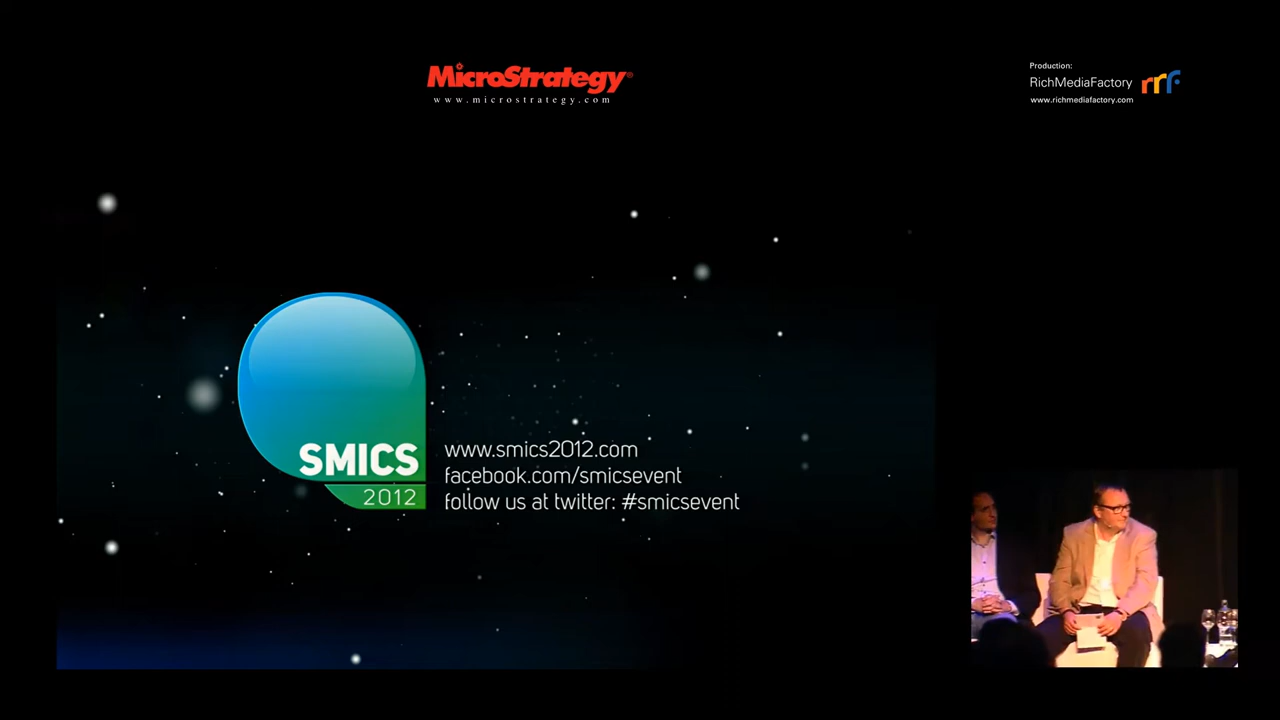 MicroStrategy®
www.microstrategy.com
Production:
RichMediaFactory rrf
www.richmediafactory.com
SMICS
2012
www.smics2012.com
facebook.com/smicsevent
follow us at twitter: #smicsevent